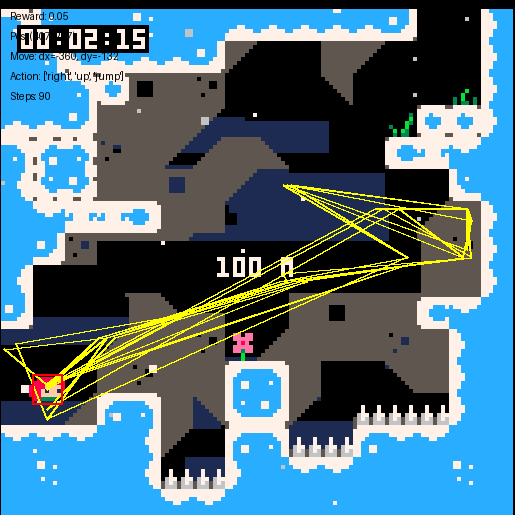 Reward: 0.05
00:02:15
Move: dx=-360, dy=-132
Action: ['right', 'up', 'jump']
Steps: 90
100 m